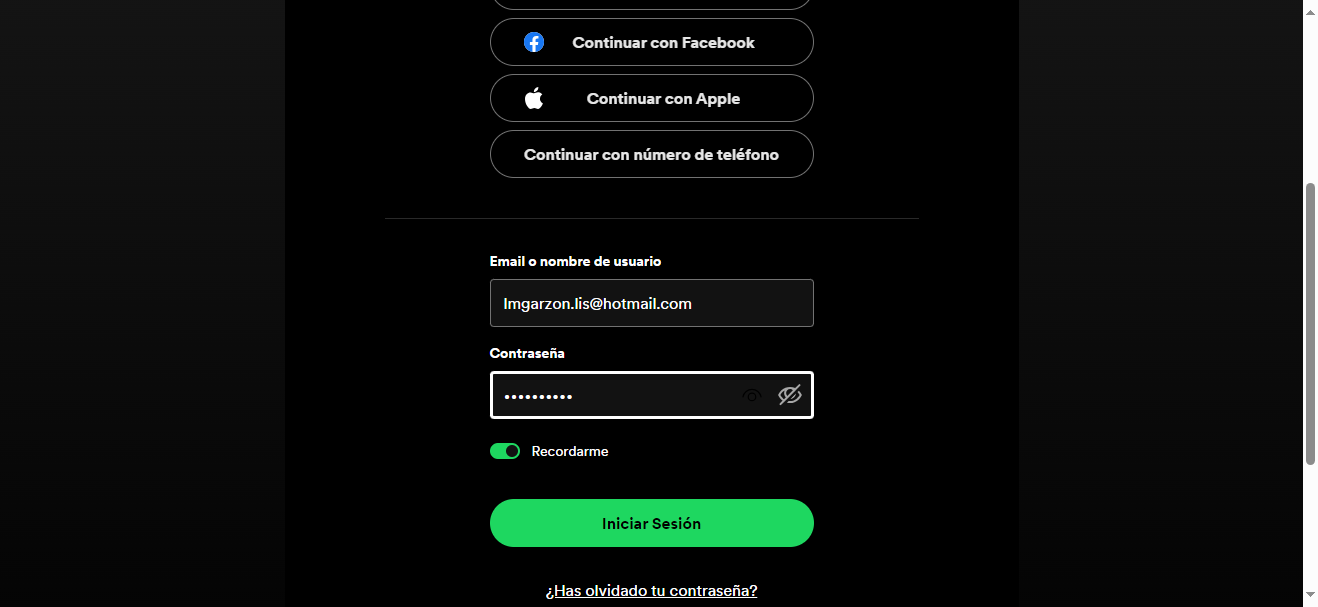 Continuar con Facebook
Continuar con Apple
Continuar con número de teléfono
Email o nombre de usuario
lmgarzon.lis@hotmail.com
Contraseña
••••••••••
Recordarme
Iniciar Sesión
¿Has olvidado tu contraseña?